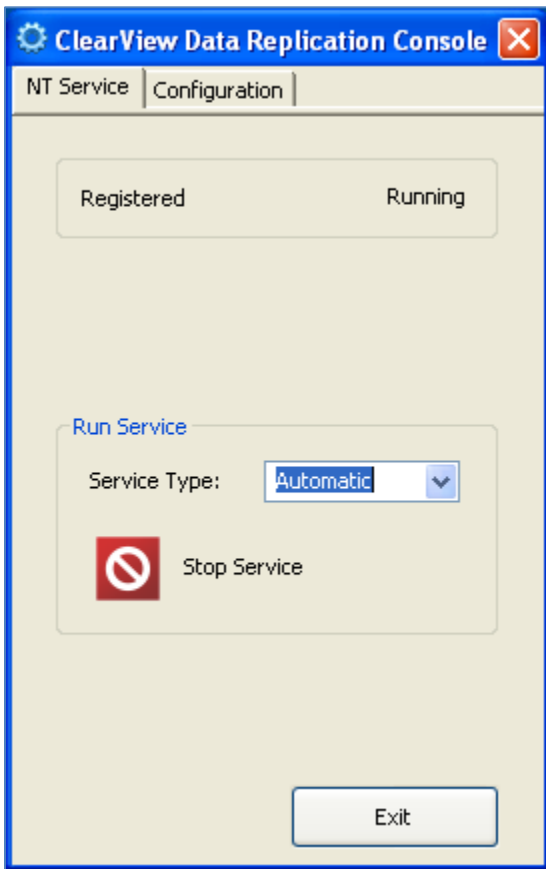 ClearView Data Replication Console
NT Service Configuration
Registered Running
Run Service
Service Type: Automatic
Stop Service
Exit